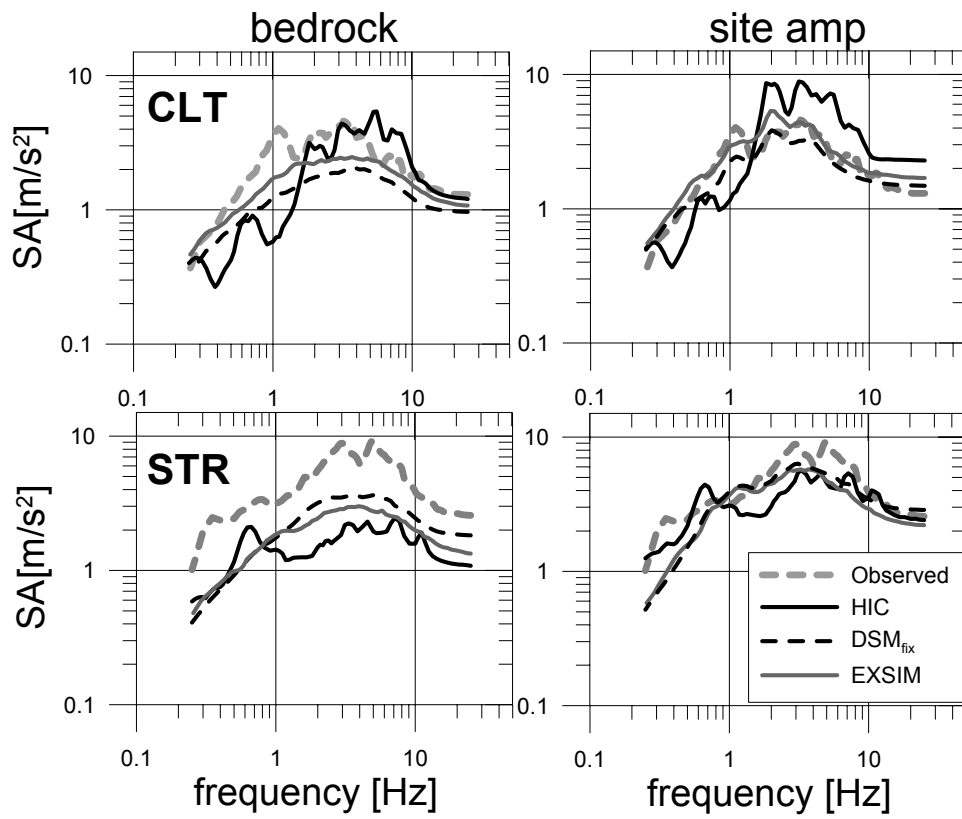 bedrock
site amp
SA[m/s²]
10
1
0.1
CLT
0.1
1
10
10
1
0.1
0.1
1
10
SA[m/s²]
10
1
0.1
STR
0.1
1
10
frequency [Hz]
10
1
0.1
0.1
1
10
frequency [Hz]
Observed
HIC
DSMfix
EXSIM